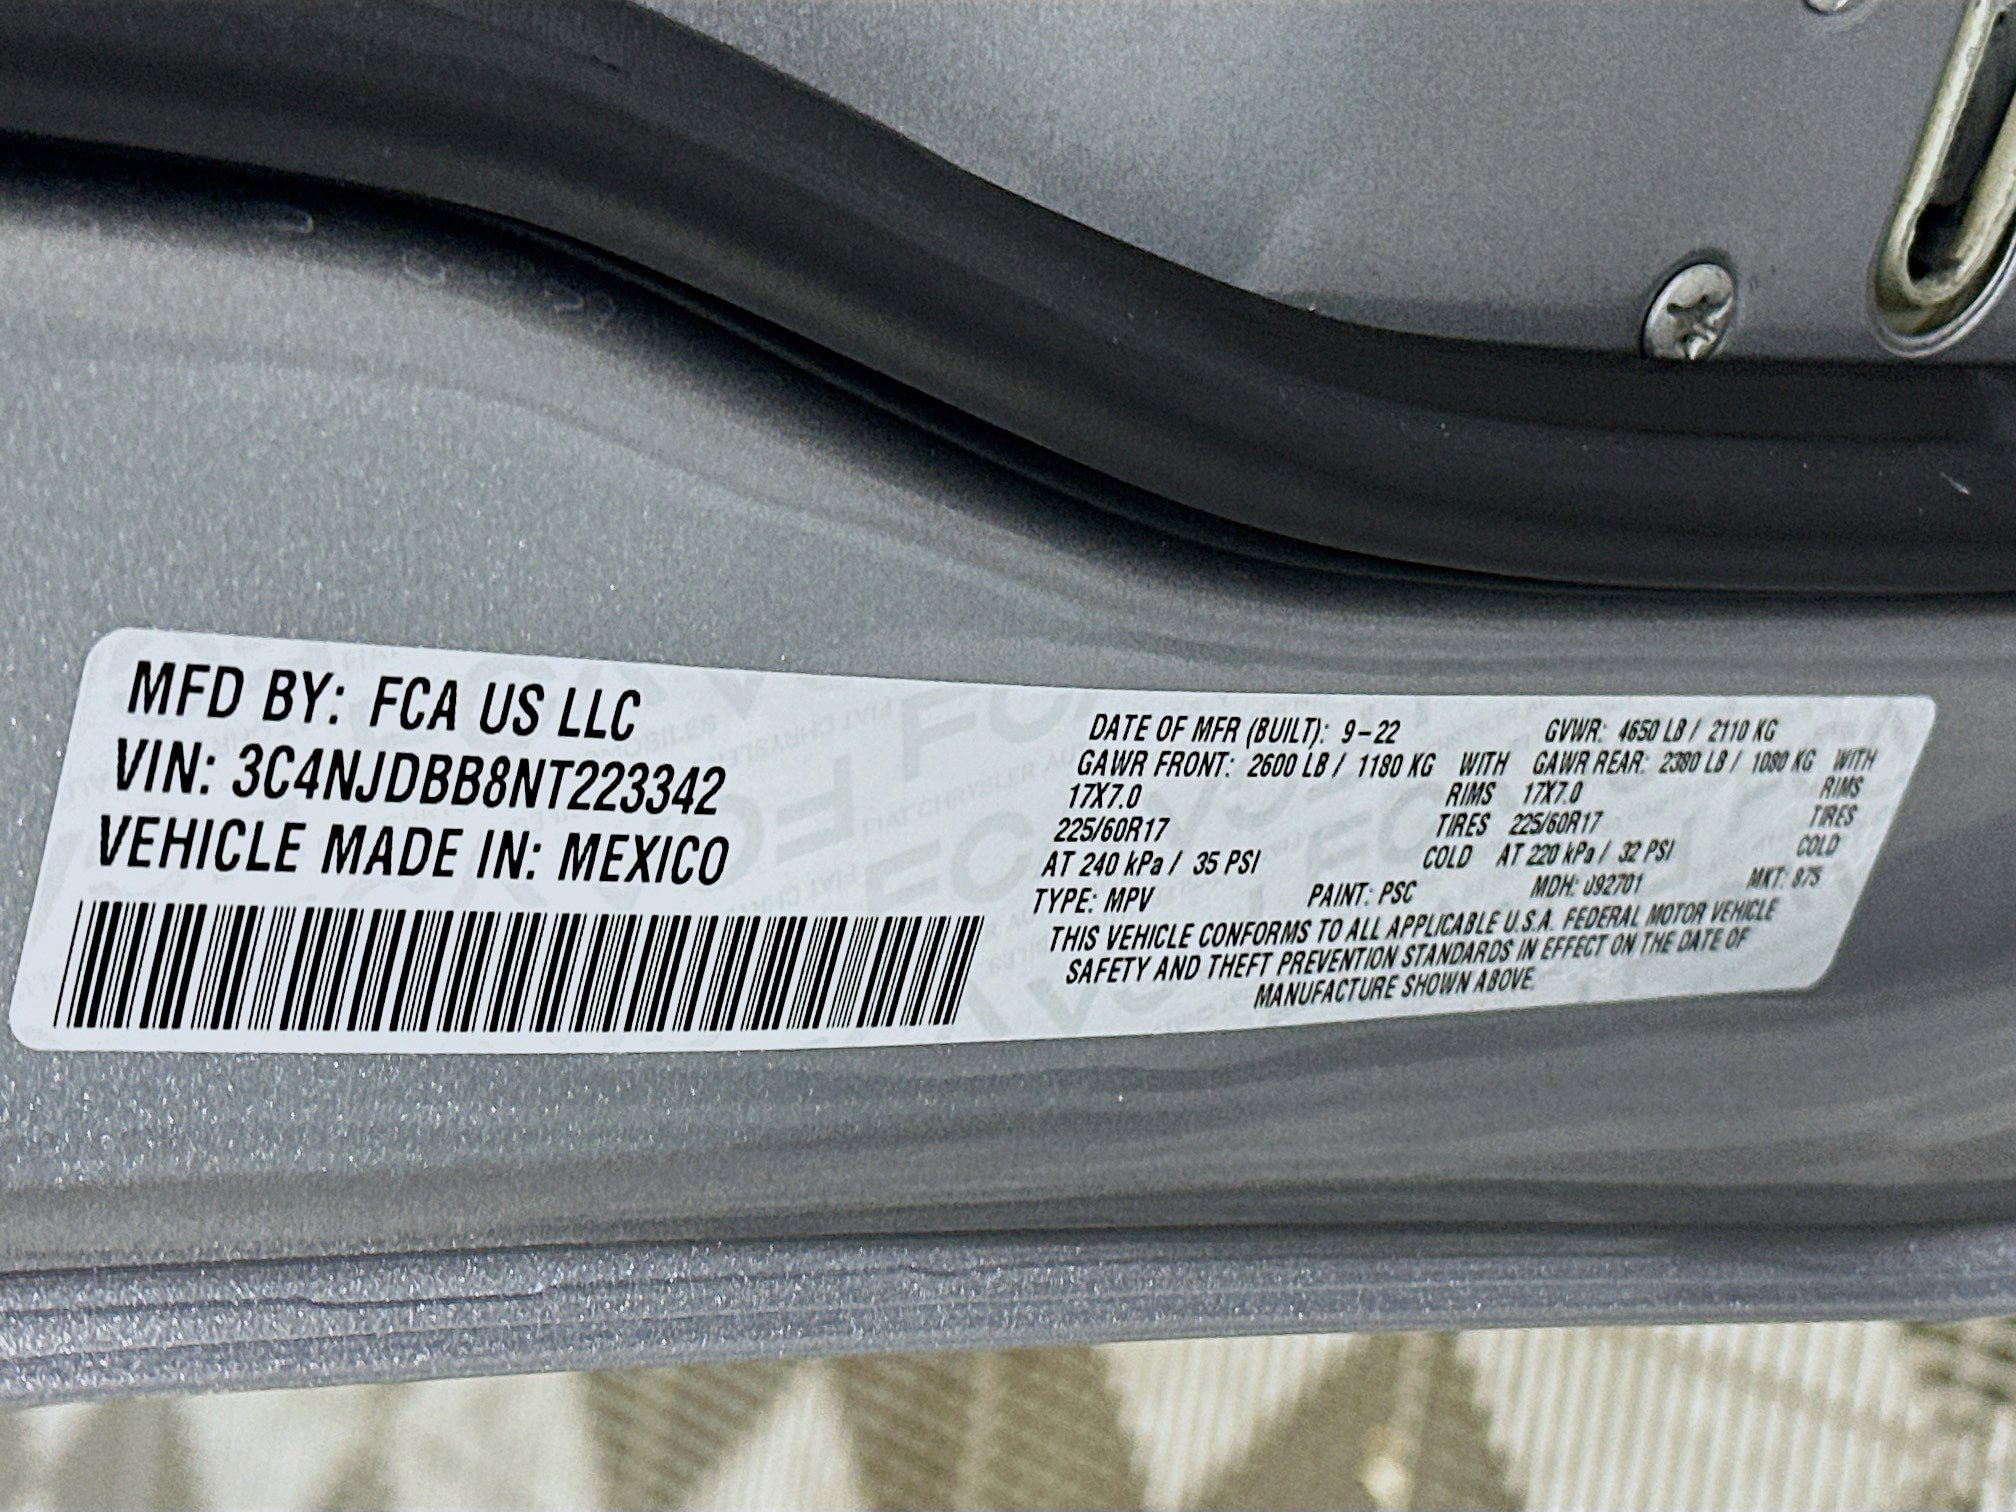 MFD BY: FCA US LLC
VIN: 3C4NJDBB8NT223342
VEHICLE MADE IN: MEXICO
DATE OF MFR (BUILT): 9-22 GVWR: 4650 LB / 2110 KG
GAWR FRONT: 2600 LB / 1180 KG WITH GAWR REAR: 2380 LB / 1080 KG WITH
17X7.0 RIMS 17X7.0 RIMS
225/60R17 TIRES 225/60R17 TIRES
AT 240 kPa / 35 PSI COLD AT 220 kPa / 32 PSI COLD
TYPE: MPV PAINT: PSC MDH: 092701 MKT: 875
THIS VEHICLE CONFORMS TO ALL APPLICABLE U.S.A. FEDERAL MOTOR VEHICLE
SAFETY AND THEFT PREVENTION STANDARDS IN EFFECT ON THE DATE OF
MANUFACTURE SHOWN ABOVE.